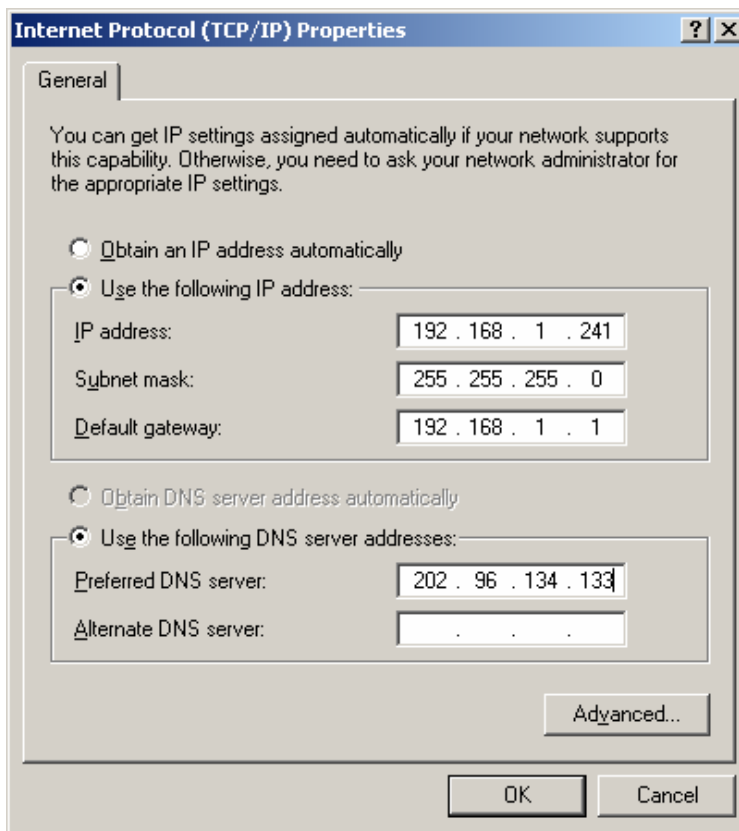 Internet Protocol (TCP/IP) Properties
General
You can get IP settings assigned automatically if your network supports
this capability. Otherwise, you need to ask your network administrator for
the appropriate IP settings.
Obtain an IP address automatically
Use the following IP address:
IP address: 192 . 168 . 1 . 241
Subnet mask: 255 . 255 . 255 . 0
Default gateway: 192 . 168 . 1 . 1
Obtain DNS server address automatically
Use the following DNS server addresses:
Preferred DNS server: 202 . 96 . 134 . 133
Alternate DNS server: . . .
Advanced...
OK Cancel